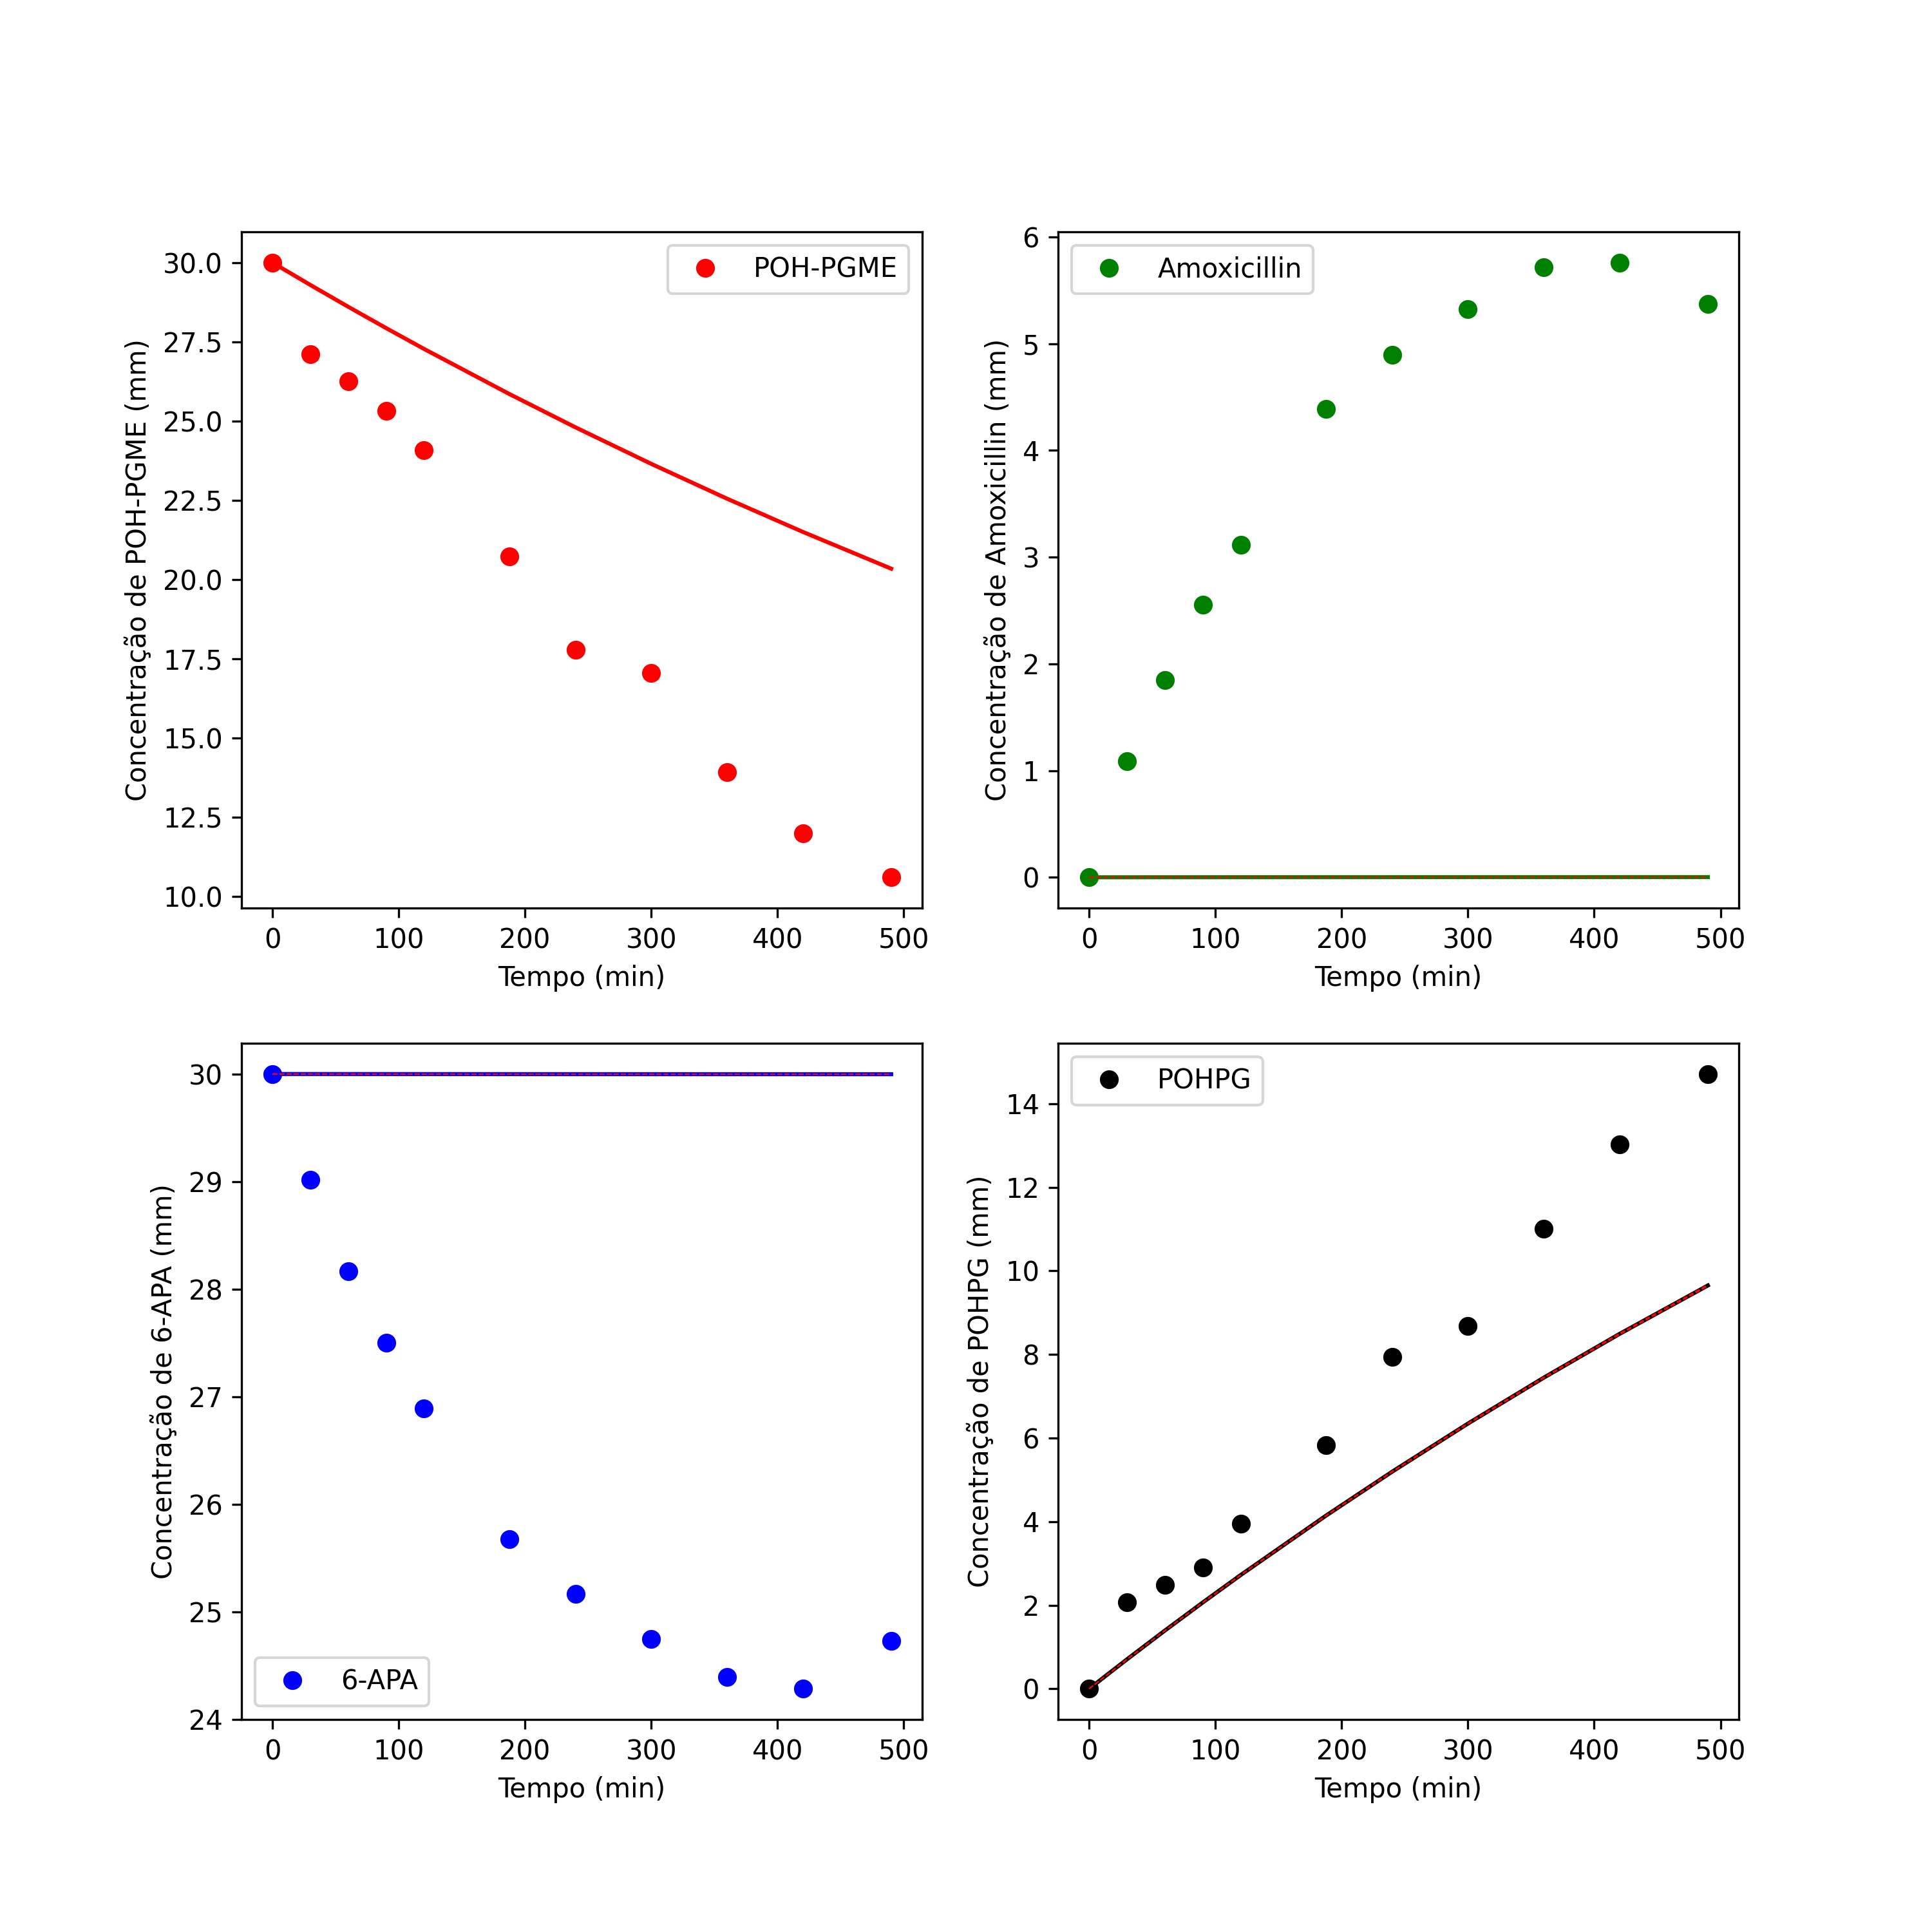 Concentração de POH-PGME (mm)
30.0
27.5
25.0
22.5
20.0
17.5
15.0
12.5
10.0
POH-PGME
0 100 200 300 400 500
Tempo (min)
Concentração de Amoxicillin (mm)
6
5
4
3
2
1
0
Amoxicillin
0 100 200 300 400 500
Tempo (min)
Concentração de 6-APA (mm)
30
29
28
27
26
25
24
6-APA
0 100 200 300 400 500
Tempo (min)
Concentração de POHPG (mm)
14
12
10
8
6
4
2
0
POHPG
0 100 200 300 400 500
Tempo (min)